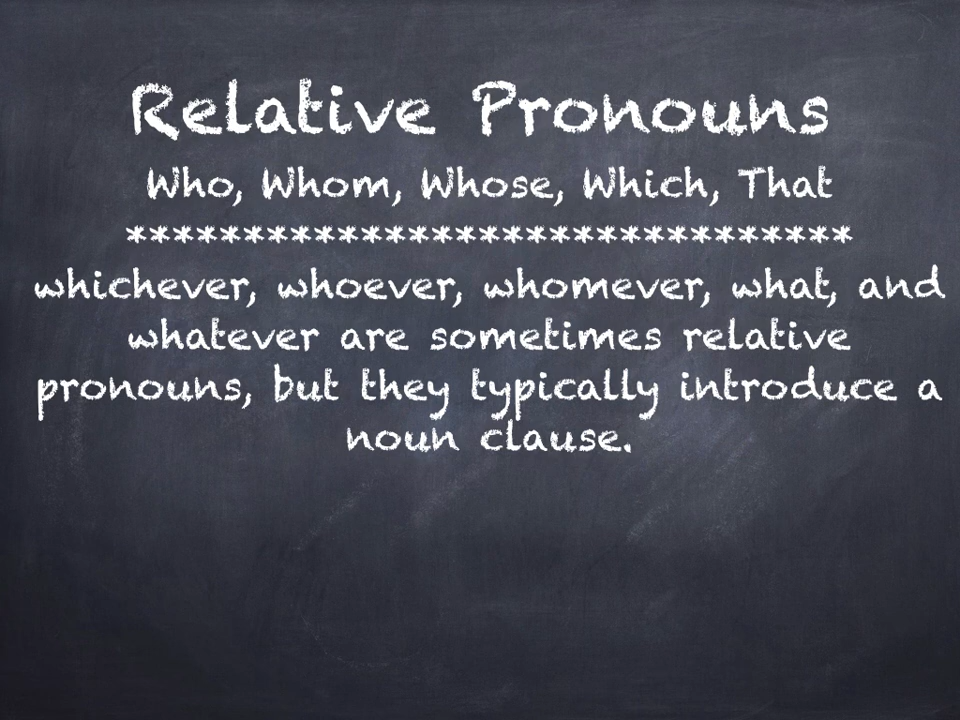 Relative Pronouns
Who, Whom, Whose, Which, That
*******************************
whichever, whoever, whomever, what, and
whatever are sometimes relative
pronouns, but they typically introduce a
noun clause.